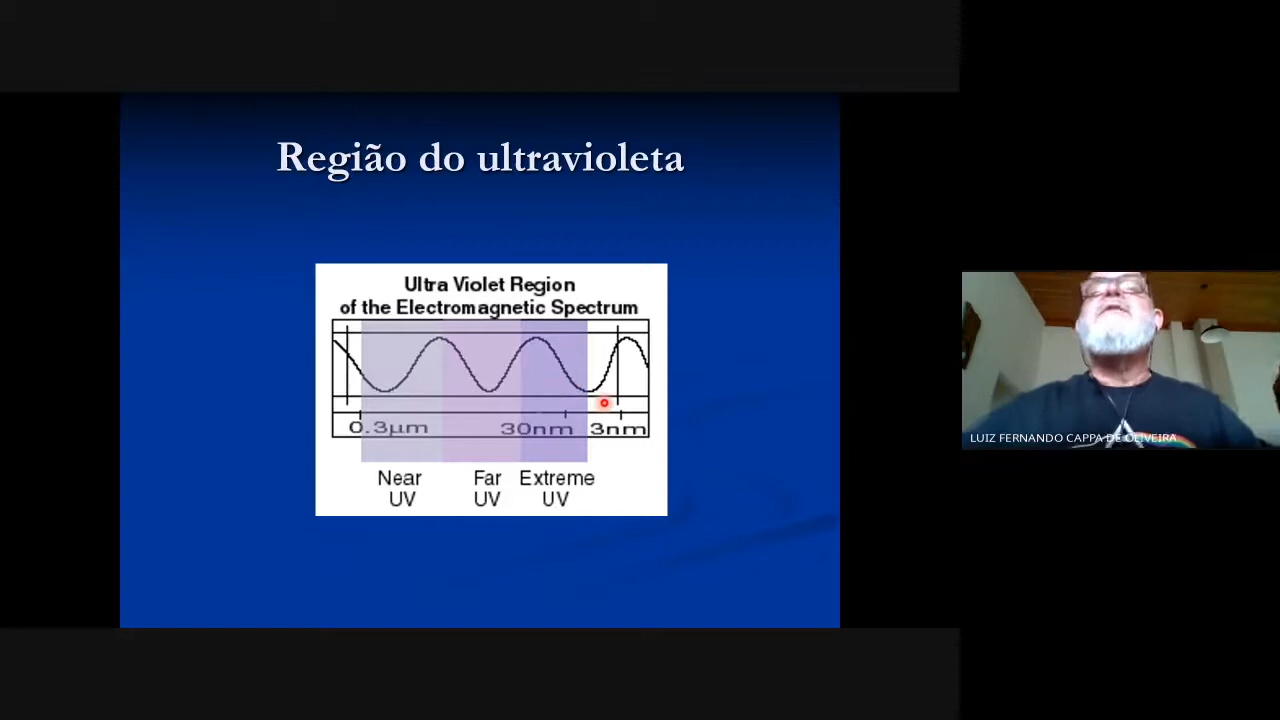 Região do ultravioleta
Ultra Violet Region
of the Electromagnetic Spectrum
0.3µm 30nm 3nm
Near Far Extreme
UV UV UV
LUIZ FERNANDO CAPPA DE OLIVEIRA